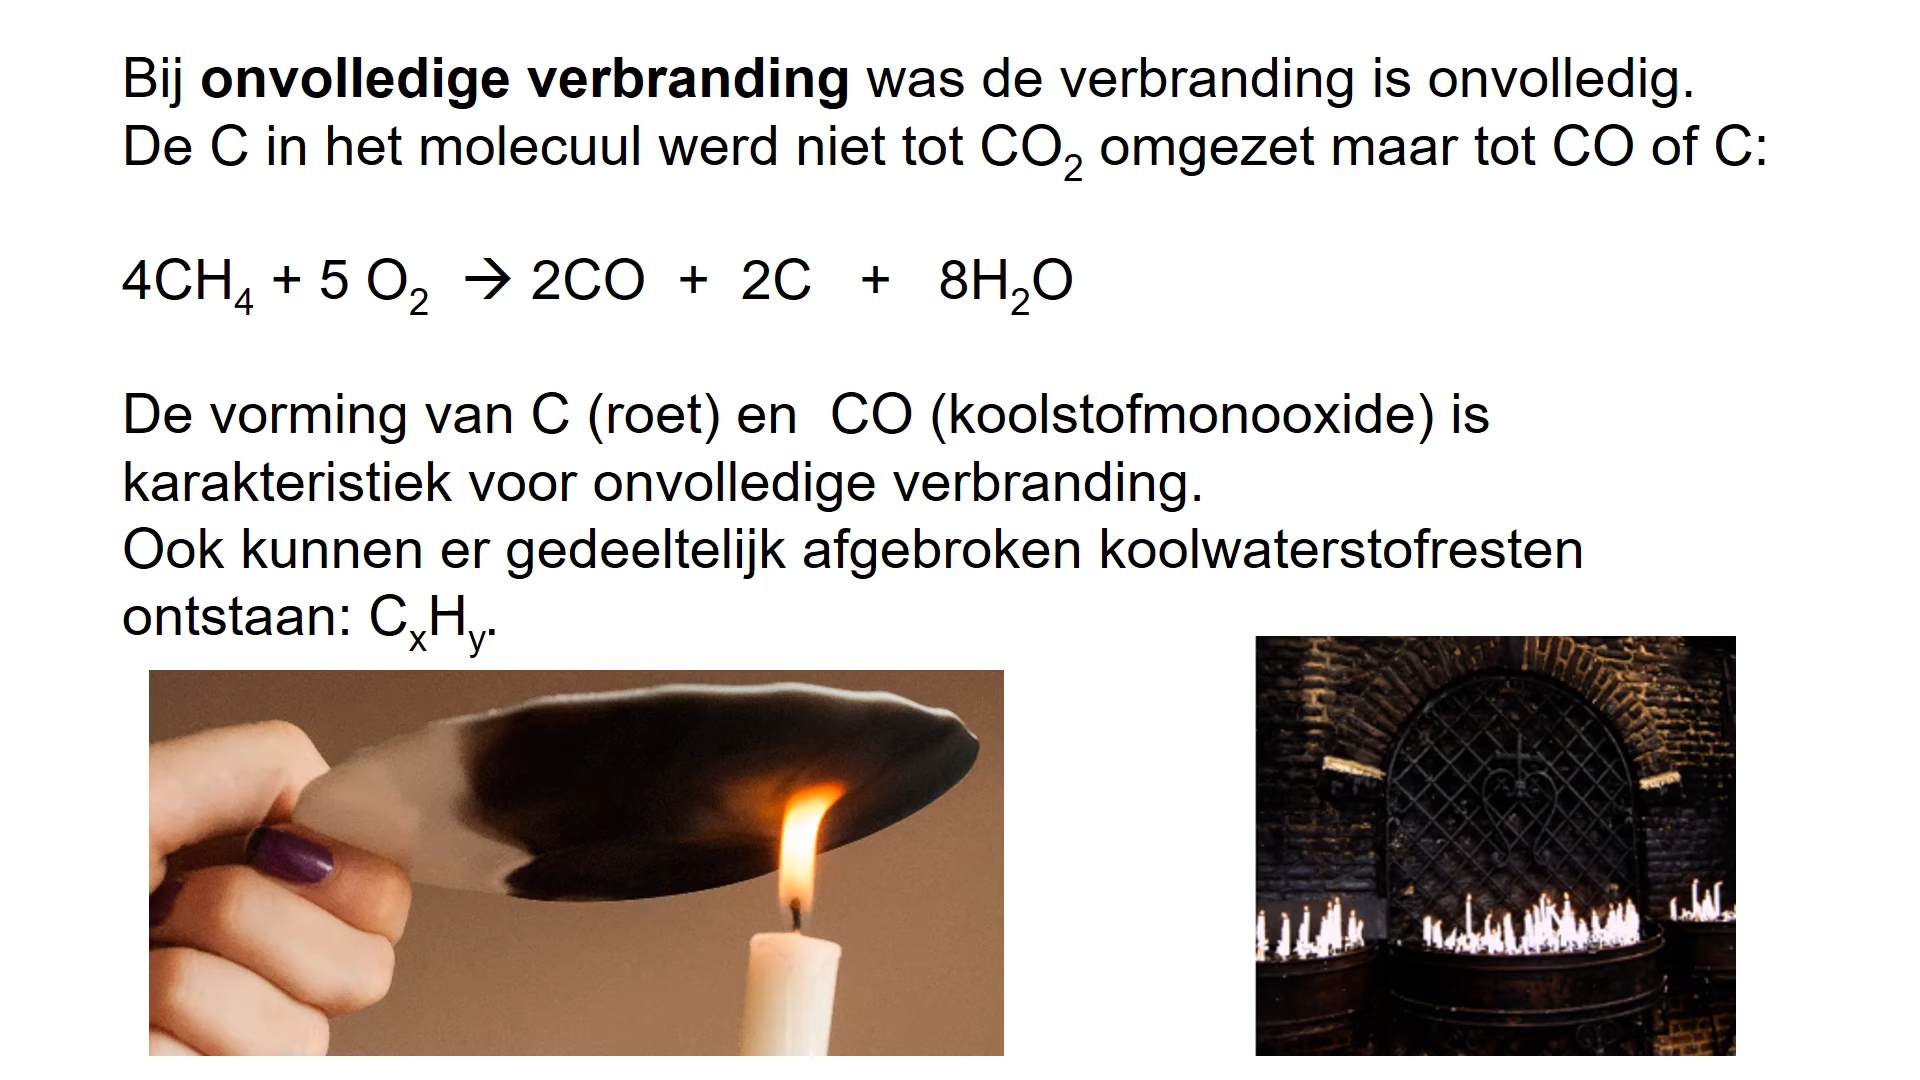 Bij onvolledige verbranding was de verbranding is onvolledig.
De C in het molecuul werd niet tot CO₂ omgezet maar tot CO of C:
4CH₄ + 5 O₂ → 2CO + 2C + 8H₂O
De vorming van C (roet) en CO (koolstofmonooxide) is
karakteristiek voor onvolledige verbranding.
Ook kunnen er gedeeltelijk afgebroken koolwaterstofresten
ontstaan: CₓHᵧ.